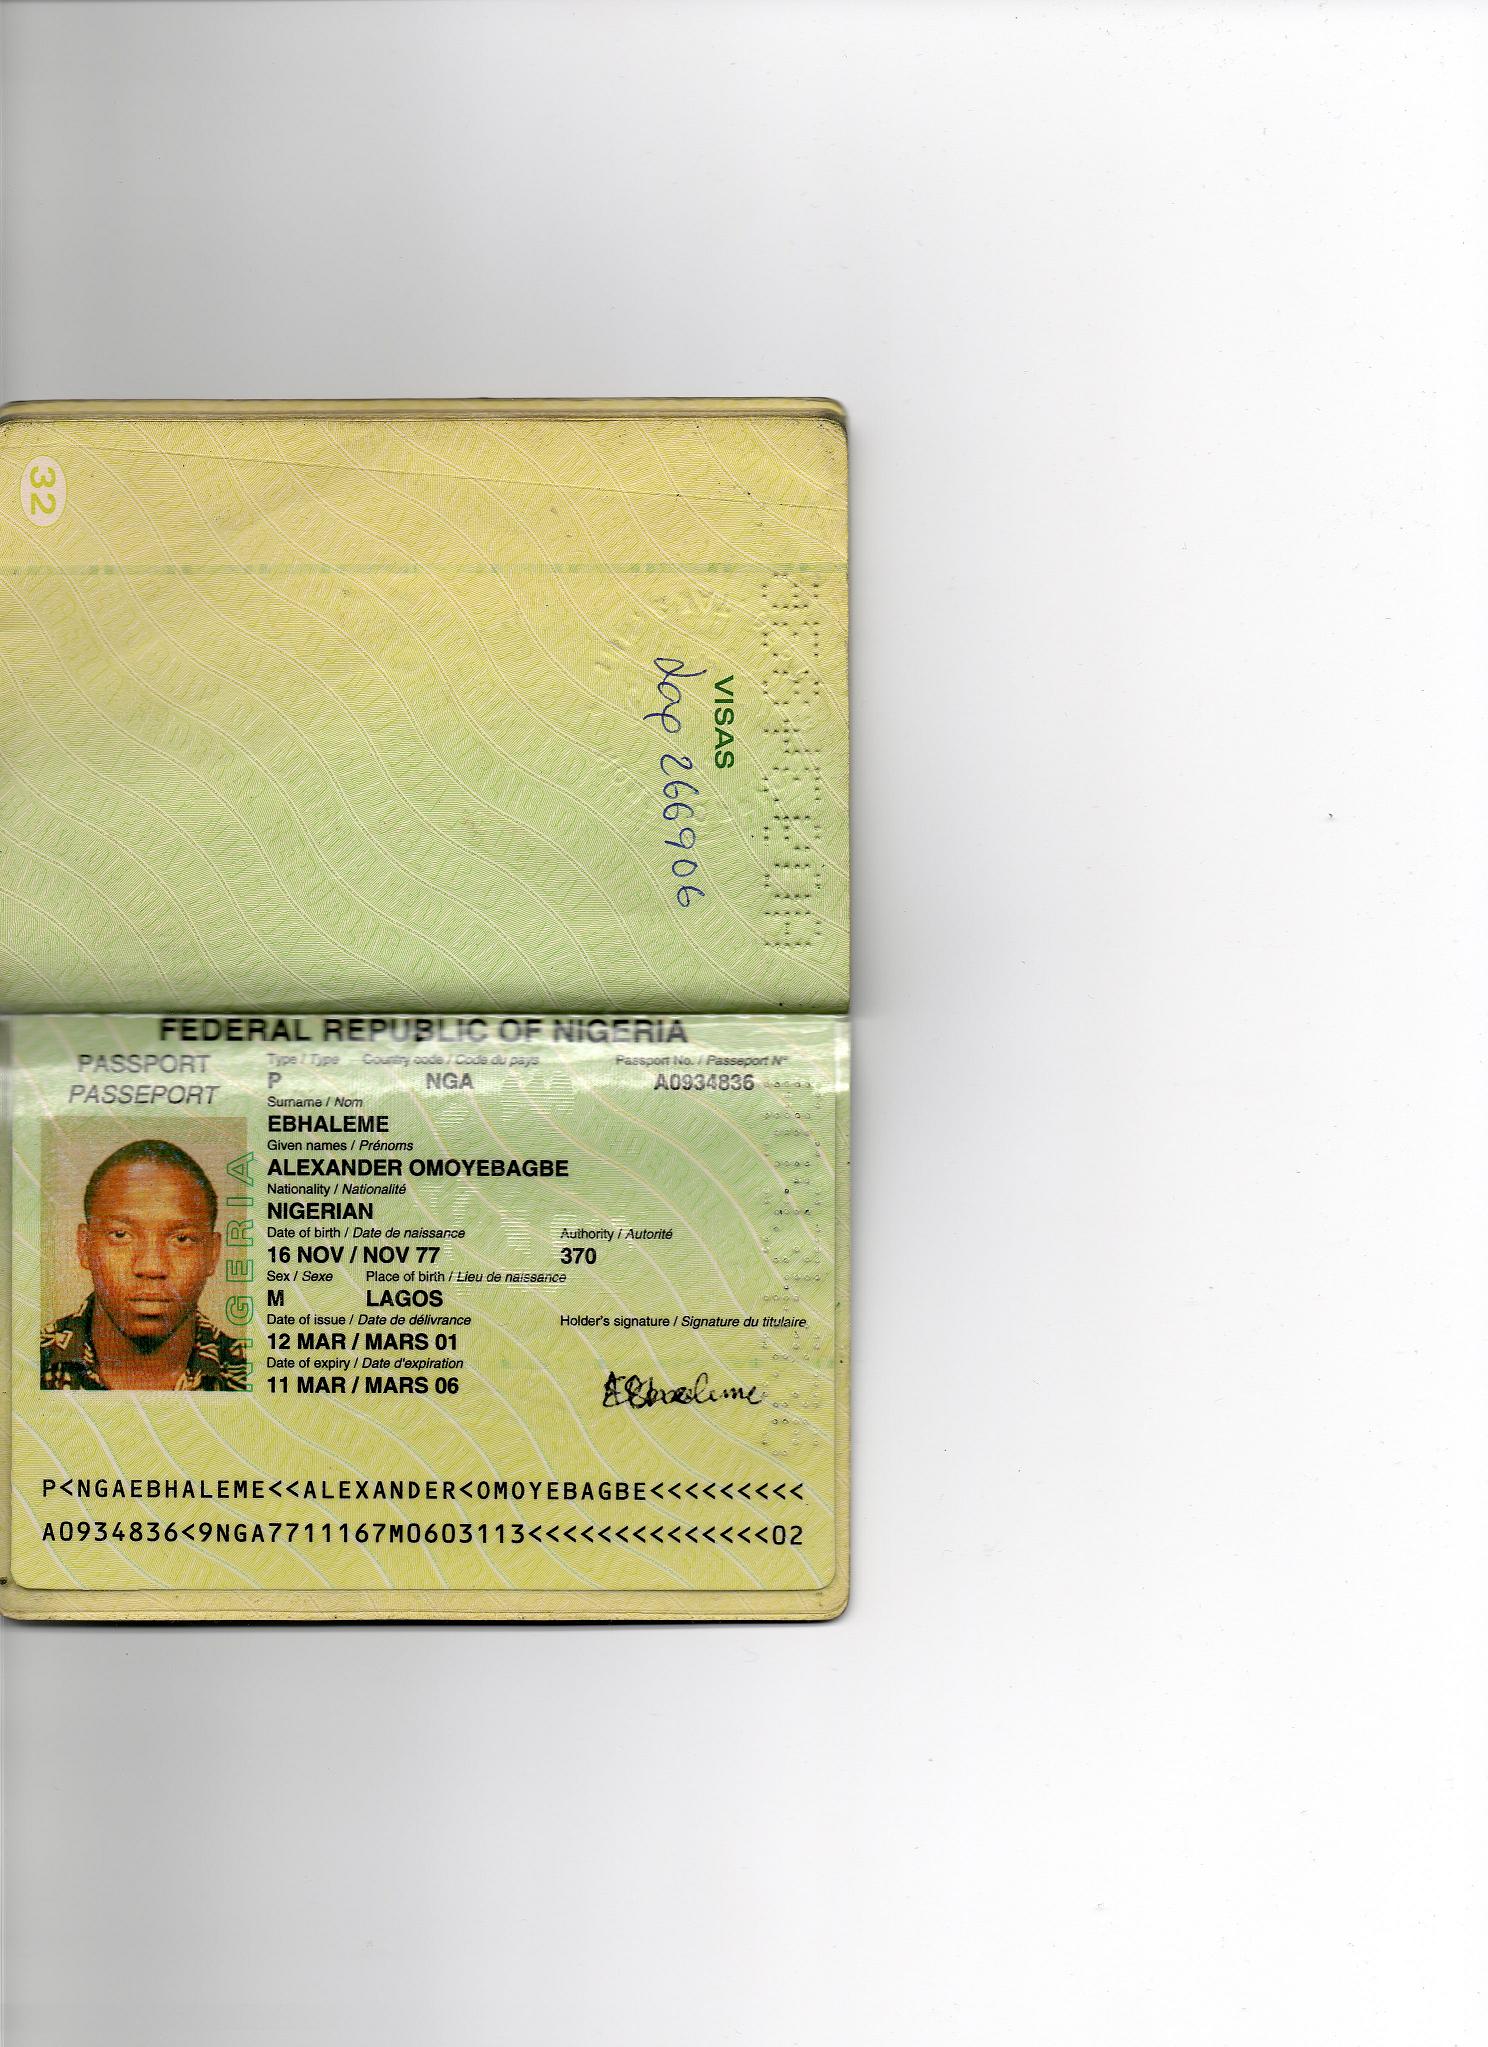 32
VISAS
266906
FEDERAL REPUBLIC OF NIGERIA
PASSPORT
PASSEPORT
Type / Type Country code / Code du pays Passport No. / Passeport N°
P NGA A0934836
Surname / Nom
EBHALEME
Given names / Prénoms
ALEXANDER OMOYEBAGBE
Nationality / Nationalité
NIGERIAN
Date of birth / Date de naissance Authority / Autorité
16 NOV / NOV 77 370
Sex / Sexe Place of birth / Lieu de naissance
M LAGOS
Date of issue / Date de délivrance Holder's signature / Signature du titulaire
12 MAR / MARS 01
Date of expiry / Date d'expiration
11 MAR / MARS 06
NIGERIA
P<NGAEBHALEME<<ALEXANDER<OMOYEBAGBE<<<<<<<<<
A0934836<9NGA7711167M0603113<<<<<<<<<<<<<<02